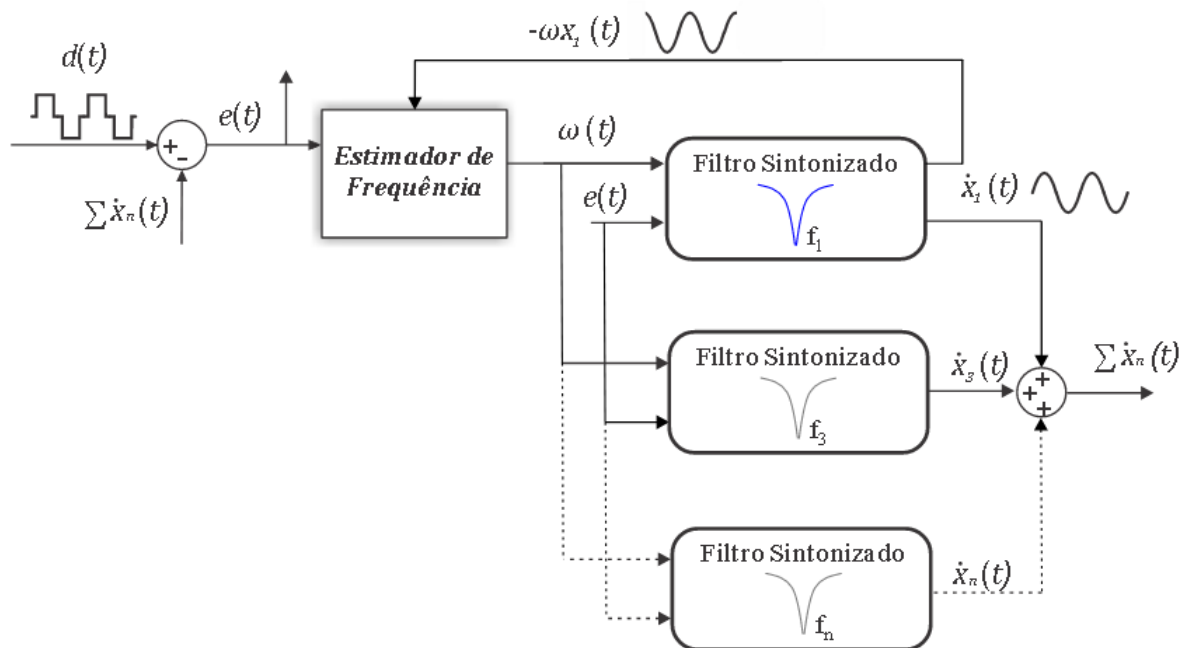 -ωx₁ (t)
d(t)
e(t)
+
-
∑ẋₙ(t)
Estimador de
Frequência
ω (t)
e(t)
Filtro Sintonizado
f₁
ẋ₁ (t)
Filtro Sintonizado
f₃
ẋ₃ (t)
+
+
+
∑ẋₙ(t)
Filtro Sintonizado
fₙ
ẋₙ(t)